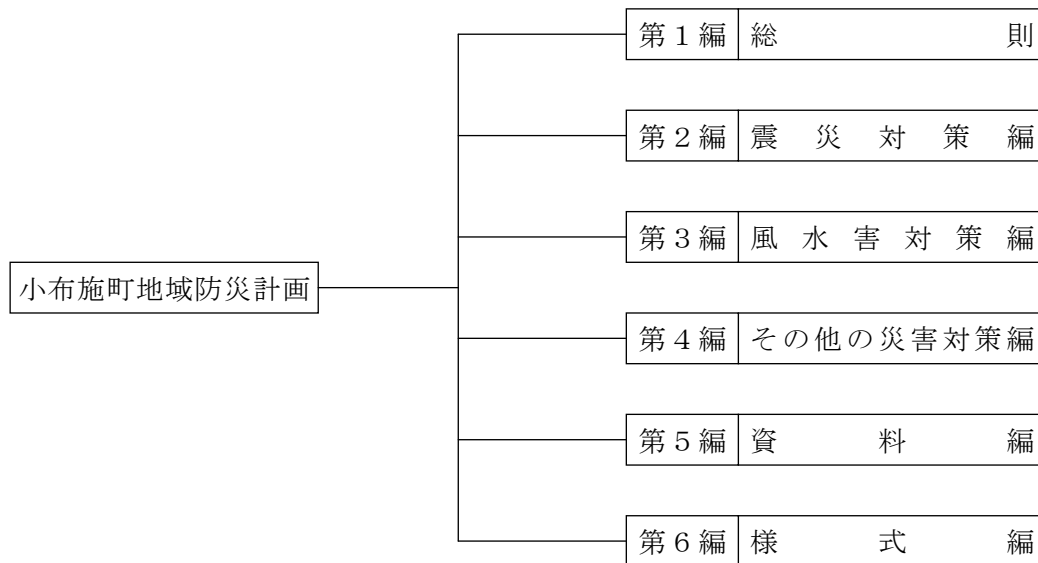 第１編 総則
第２編 震災対策編
第３編 風水害対策編
小布施町地域防災計画
第４編 その他の災害対策編
第５編 資料編
第６編 様式編